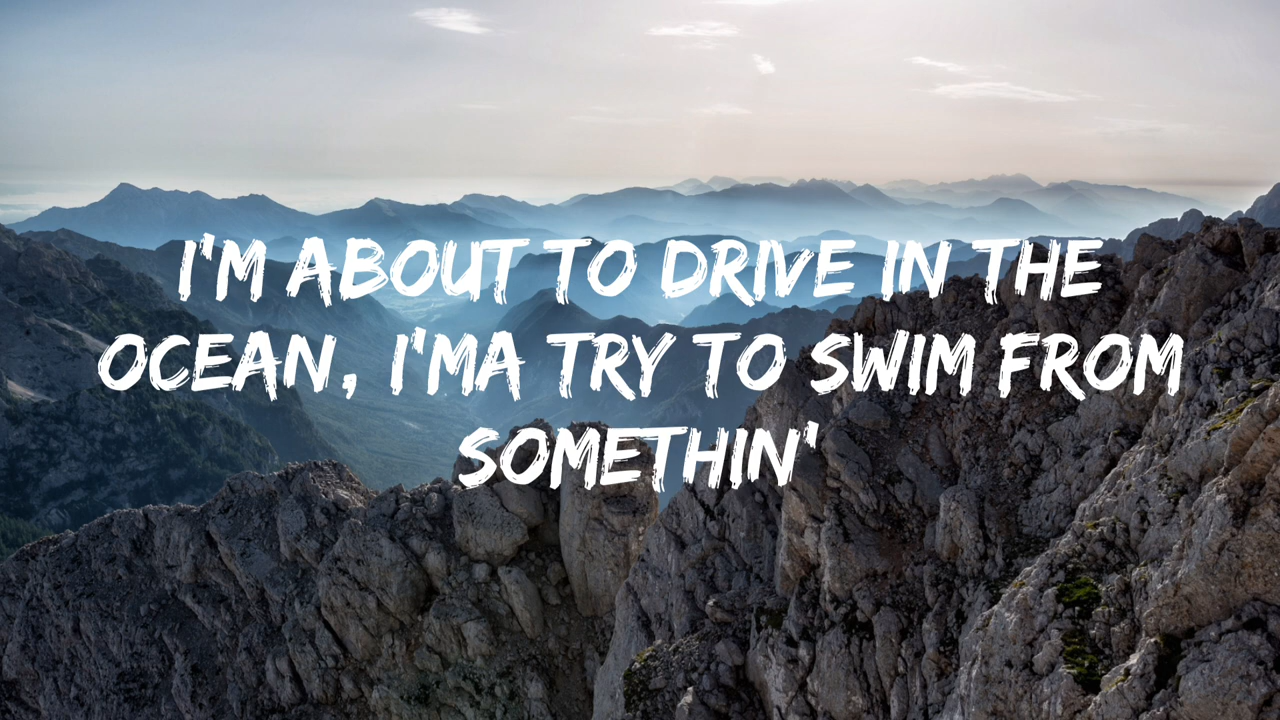 I'M ABOUT TO DRIVE IN THE
OCEAN, I'MA TRY TO SWIM FROM
SOMETHIN'